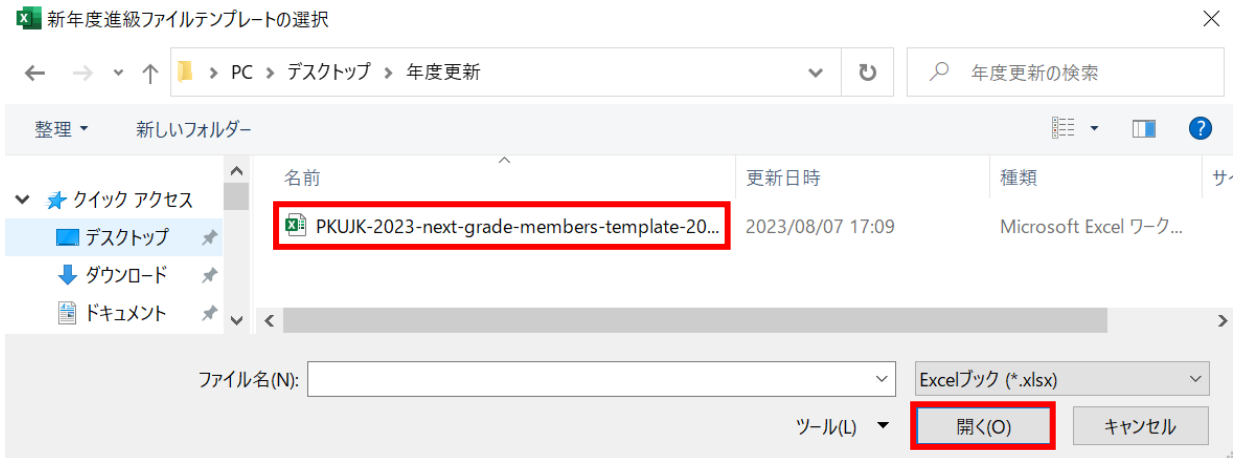 新年度進級ファイルテンプレートの選択
PC > デスクトップ > 年度更新
年度更新の検索
整理 新しいフォルダー
名前 更新日時 種類 サイ
クイック アクセス
デスクトップ
PKUJK-2023-next-grade-members-template-20... 2023/08/07 17:09 Microsoft Excel ワーク...
ダウンロード
ドキュメント
ファイル名(N): Excelブック (*.xlsx)
ツール(L) 開く(O) キャンセル